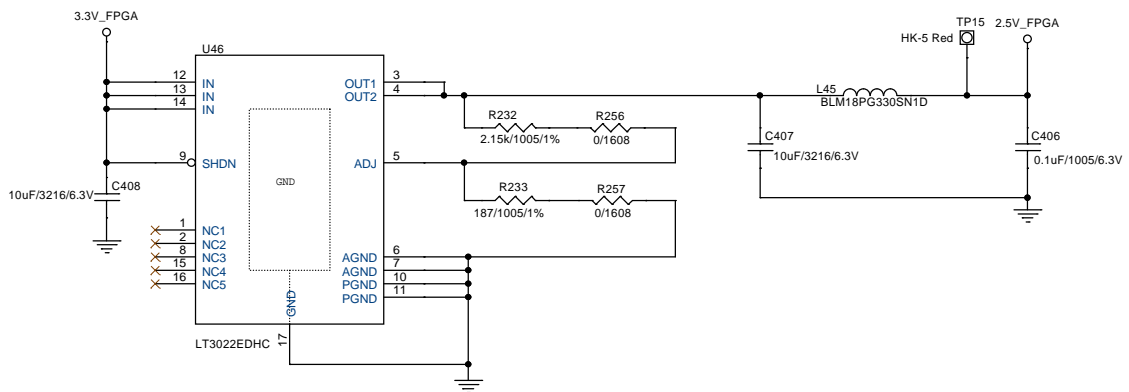 3.3V_FPGA
TP15
2.5V_FPGA
HK-5 Red
U46
12
IN
13
IN
14
IN
3
OUT1
4
OUT2
L45
BLM18PG330SN1D
R232
2.15k/1005/1%
R256
0/1608
C407
10uF/3216/6.3V
C406
0.1uF/1005/6.3V
9
SHDN
5
ADJ
GND
C408
10uF/3216/6.3V
R233
187/1005/1%
R257
0/1608
1
NC1
2
NC2
8
NC3
15
NC4
16
NC5
6
AGND
7
AGND
10
PGND
11
PGND
GND
17
LT3022EDHC